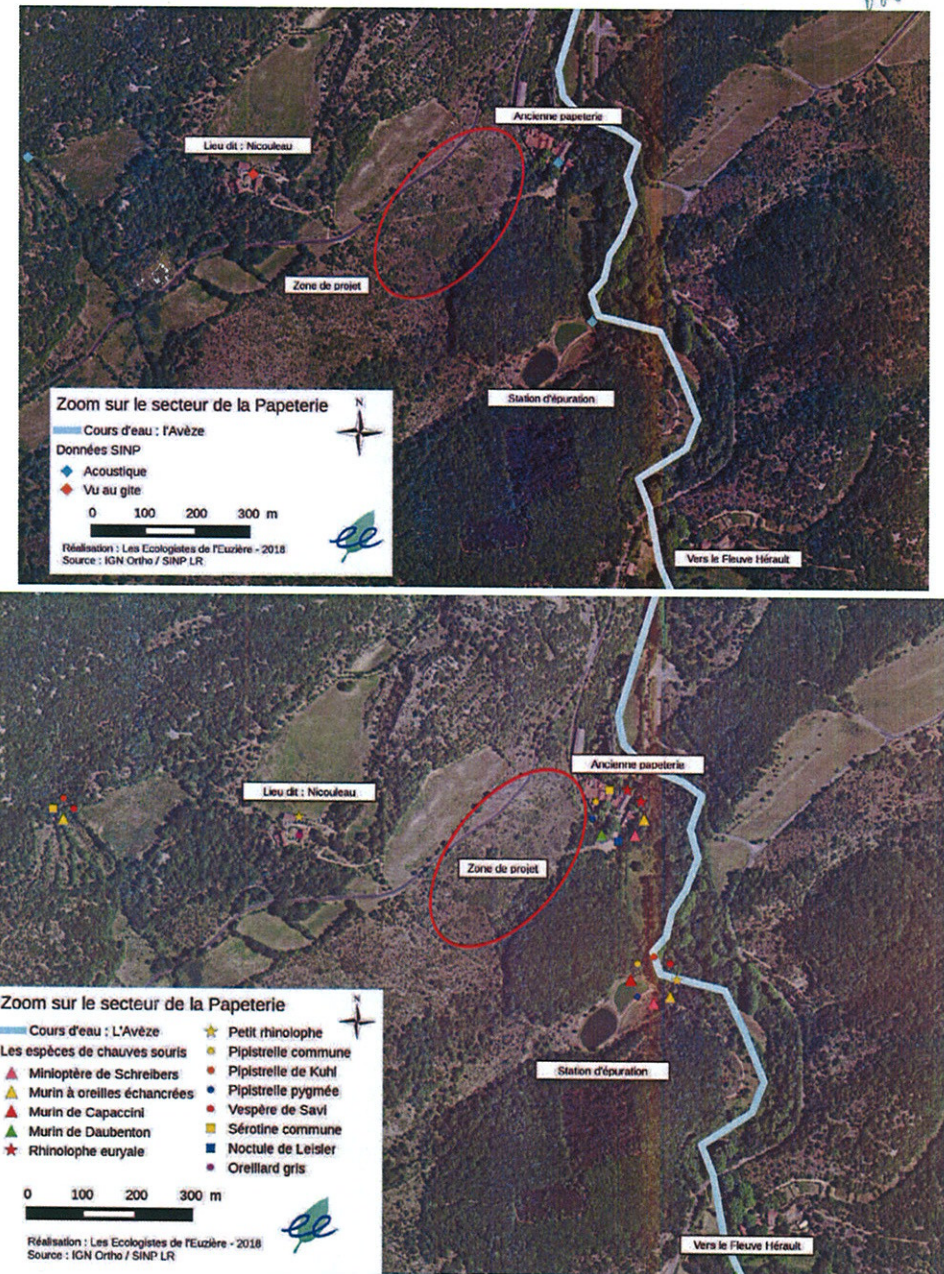 Ancienne papeterie
Lieu dit : Nicouleau
Zone de projet
Station d'épuration
Vers le Fleuve Hérault
Zoom sur le secteur de la Papeterie
N
Cours d'eau : l'Avèze
Données SINP
Acoustique
Vu au gite
0 100 200 300 m
Réalisation : Les Ecologistes de l'Euzière - 2018
Source : IGN Ortho / SINP LR
ee
Ancienne papeterie
Lieu dit : Nicouleau
Zone de projet
Station d'épuration
Vers le Fleuve Hérault
Zoom sur le secteur de la Papeterie
N
Cours d'eau : L'Avèze
Les espèces de chauves souris
Minioptère de Schreibers
Murin à oreilles échancrées
Murin de Capaccini
Murin de Daubenton
Rhinolophe euryale
Petit rhinolophe
Pipistrelle commune
Pipistrelle de Kuhl
Pipistrelle pygmée
Vespère de Savi
Sérotine commune
Noctule de Leisler
Oreillard gris
0 100 200 300 m
Réalisation : Les Ecologistes de l'Euzière - 2018
Source : IGN Ortho / SINP LR
ee